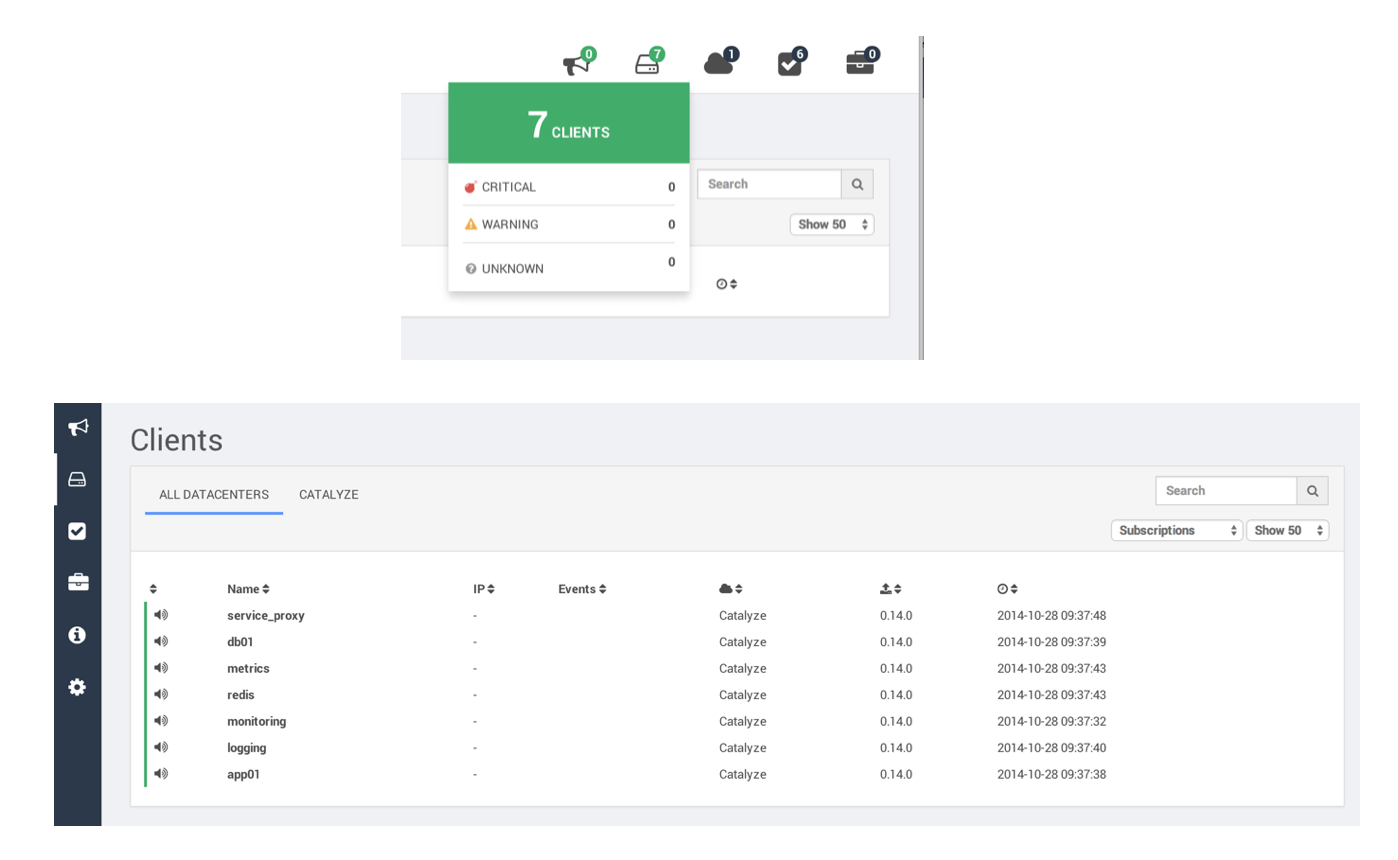 0 7 1 6 0
7 CLIENTS
CRITICAL 0
Search
WARNING 0
Show 50
UNKNOWN 0
Clients
ALL DATACENTERS CATALYZE
Search
Subscriptions Show 50
Name IP Events
service_proxy - Catalyze 0.14.0 2014-10-28 09:37:48
db01 - Catalyze 0.14.0 2014-10-28 09:37:39
metrics - Catalyze 0.14.0 2014-10-28 09:37:43
redis - Catalyze 0.14.0 2014-10-28 09:37:43
monitoring - Catalyze 0.14.0 2014-10-28 09:37:32
logging - Catalyze 0.14.0 2014-10-28 09:37:40
app01 - Catalyze 0.14.0 2014-10-28 09:37:38